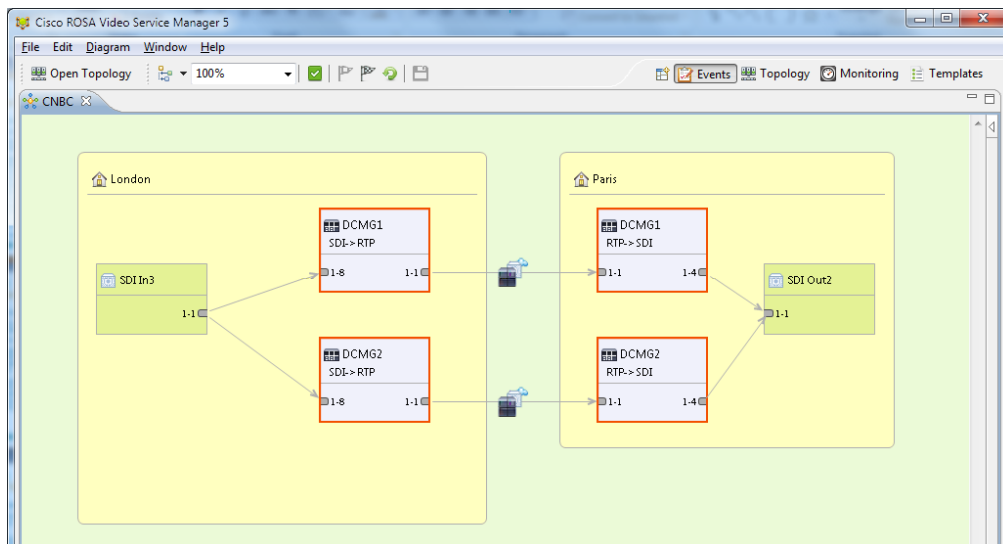 Cisco ROSA Video Service Manager 5
File Edit Diagram Window Help
Open Topology 100% Events Topology Monitoring Templates
CNBC
London
Paris
DCMG1
SDI->RTP
1-8 1-1
DCMG1
RTP->SDI
1-1 1-4
SDI In3
1-1
SDI Out2
1-1
DCMG2
SDI->RTP
1-8 1-1
DCMG2
RTP->SDI
1-1 1-4